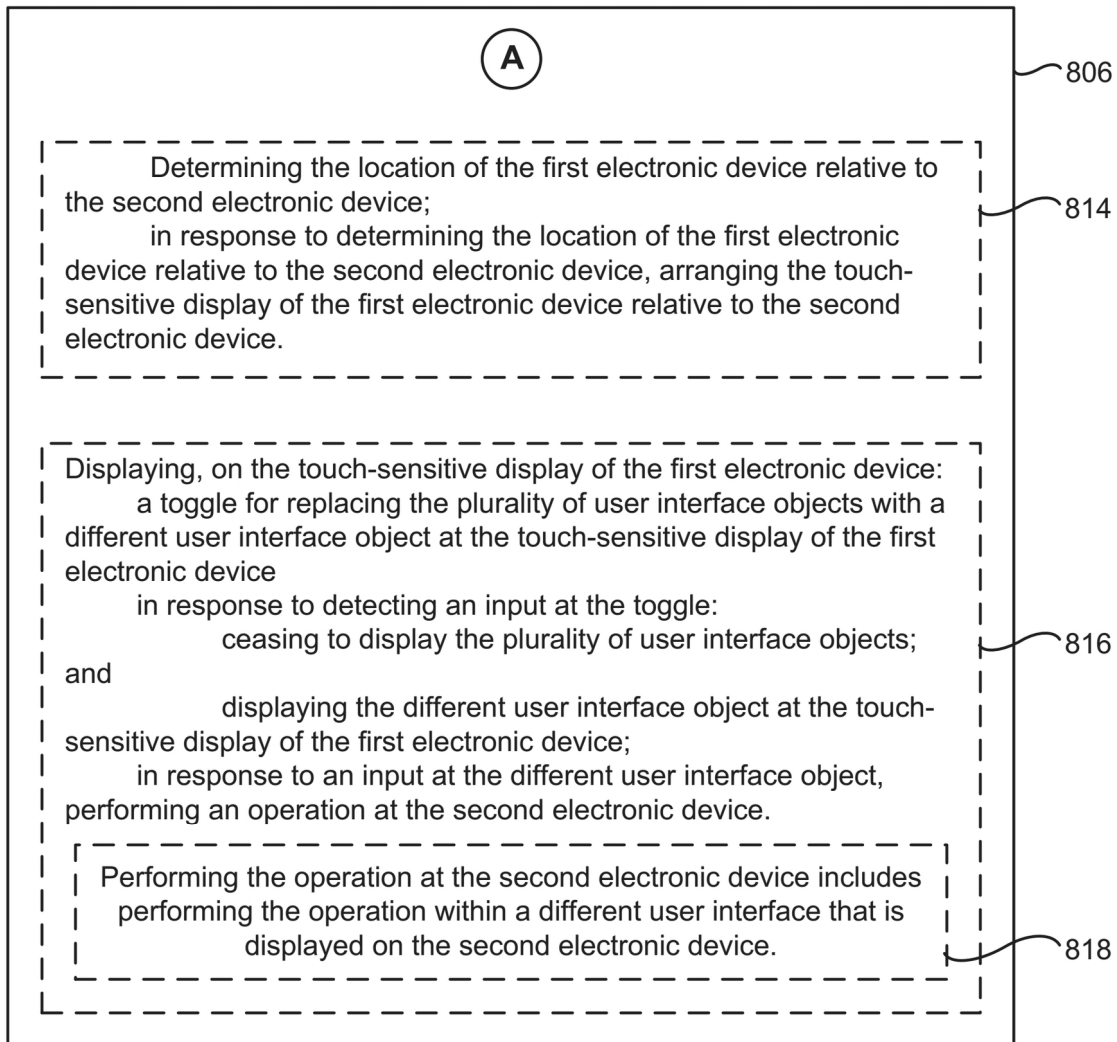 A
806
Determining the location of the first electronic device relative to
the second electronic device;
in response to determining the location of the first electronic
device relative to the second electronic device, arranging the touch-
sensitive display of the first electronic device relative to the second
electronic device.
814
Displaying, on the touch-sensitive display of the first electronic device:
a toggle for replacing the plurality of user interface objects with a
different user interface object at the touch-sensitive display of the first
electronic device
in response to detecting an input at the toggle:
ceasing to display the plurality of user interface objects;
and
displaying the different user interface object at the touch-
sensitive display of the first electronic device;
in response to an input at the different user interface object,
performing an operation at the second electronic device.
816
Performing the operation at the second electronic device includes
performing the operation within a different user interface that is
displayed on the second electronic device.
818